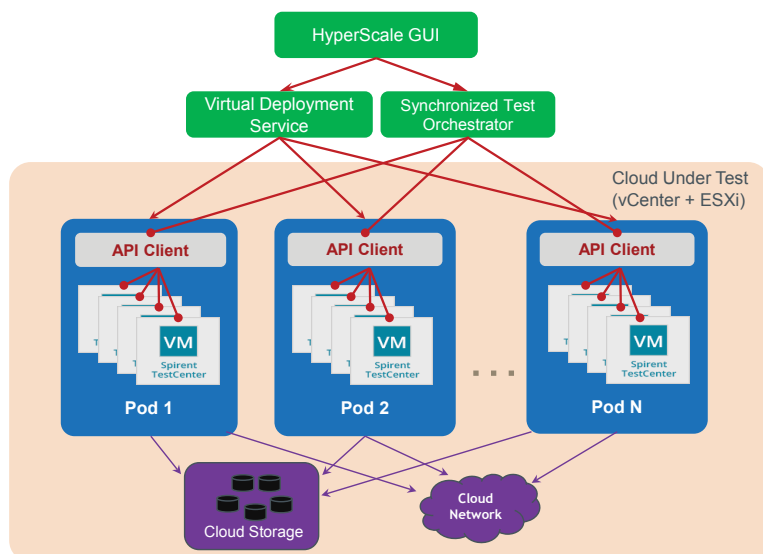 HyperScale GUI
Virtual Deployment
Service
Synchronized Test
Orchestrator
Cloud Under Test
(vCenter + ESXi)
API Client
API Client
API Client
VM
Spirent
TestCenter
VM
Spirent
TestCenter
VM
Spirent
TestCenter
. . .
Pod 1
Pod 2
Pod N
Cloud Storage
Cloud
Network